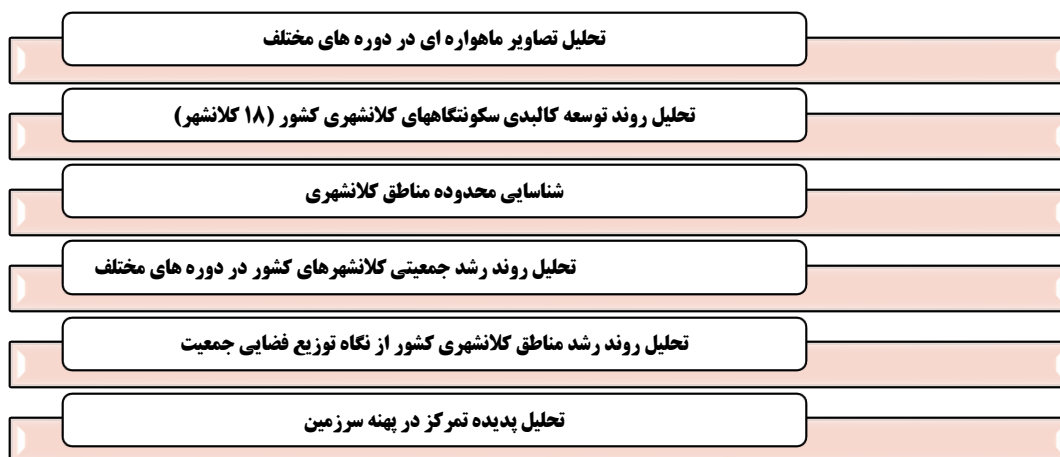 تحلیل تصاویر ماهواره ای در دوره های مختلف
تحلیل روند توسعه کالبدی سکونتگاههای کلانشهری کشور (۱۸ کلانشهر)
شناسایی محدوده مناطق کلانشهری
تحلیل روند رشد جمعیتی کلانشهرهای کشور در دوره های مختلف
تحلیل روند رشد مناطق کلانشهری کشور از نگاه توزیع فضایی جمعیت
تحلیل پدیده تمرکز در پهنه سرزمین